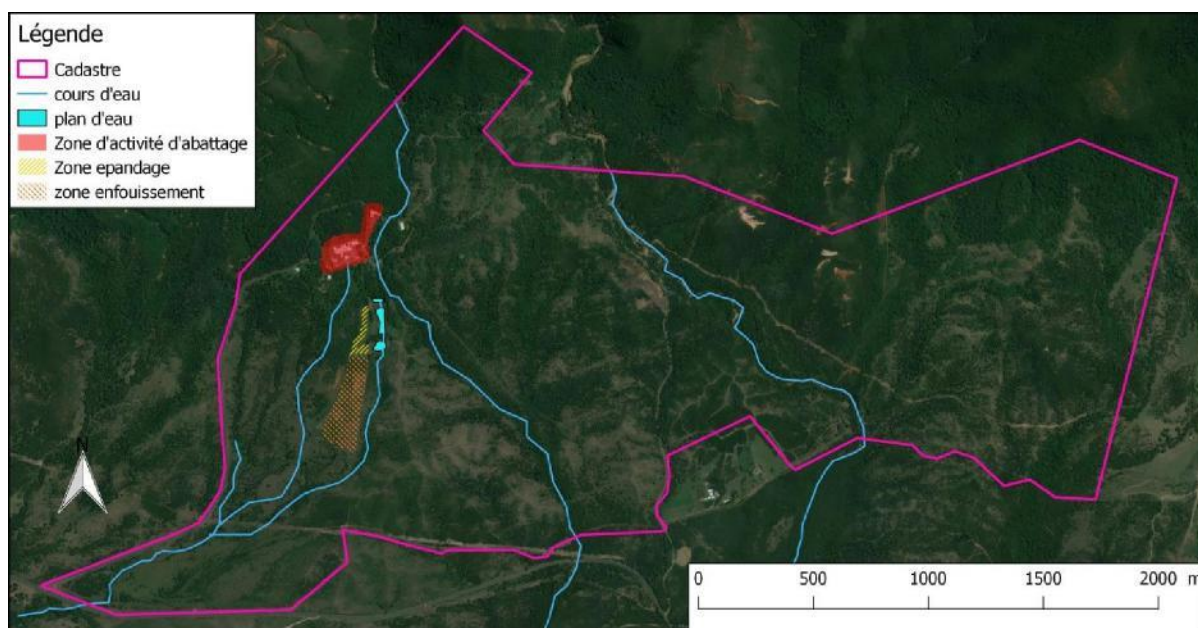 Légende
Cadastre
cours d'eau
plan d'eau
Zone d'activité d'abattage
Zone epandage
zone enfouissement
N
0 500 1000 1500 2000 m